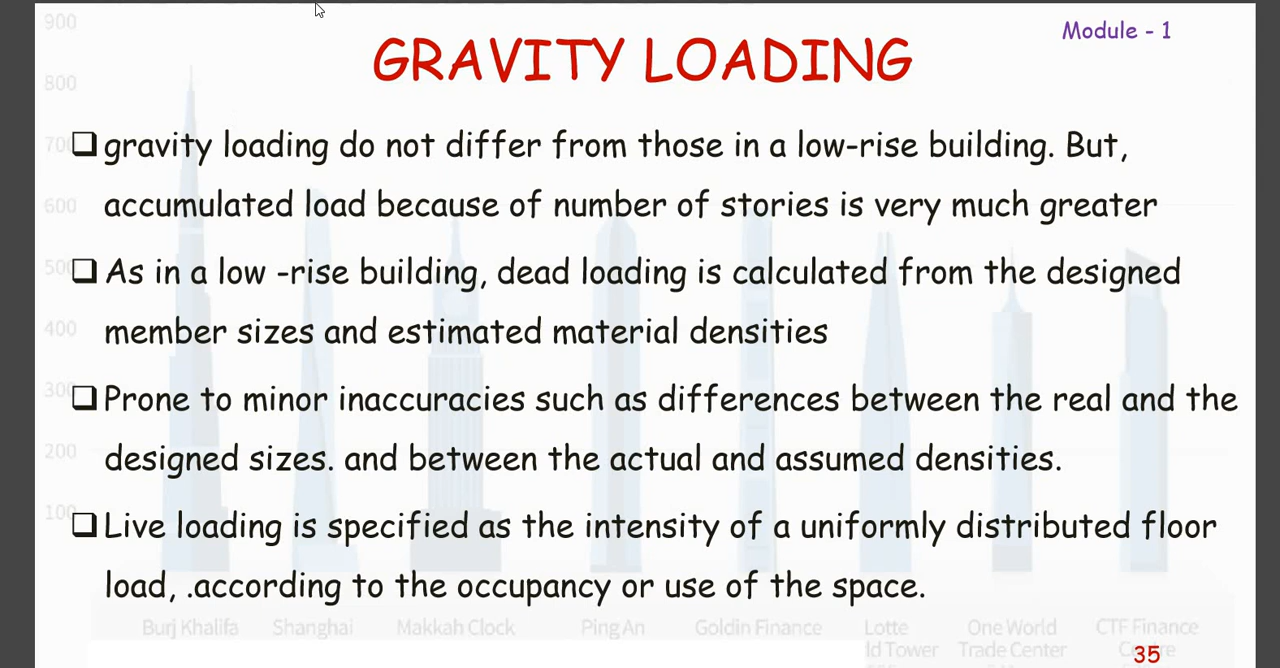 900
Module - 1
GRAVITY LOADING
800
700
❑ gravity loading do not differ from those in a low-rise building. But,
600
accumulated load because of number of stories is very much greater
500
❑ As in a low -rise building, dead loading is calculated from the designed
400
member sizes and estimated material densities
300
❑ Prone to minor inaccuracies such as differences between the real and the
200
designed sizes. and between the actual and assumed densities.
100
❑ Live loading is specified as the intensity of a uniformly distributed floor
load, .according to the occupancy or use of the space.
Burj Khalifa Shanghai Makkah Clock Ping An Goldin Finance Lotte One World CTF Finance
ld Tower Trade Center
35